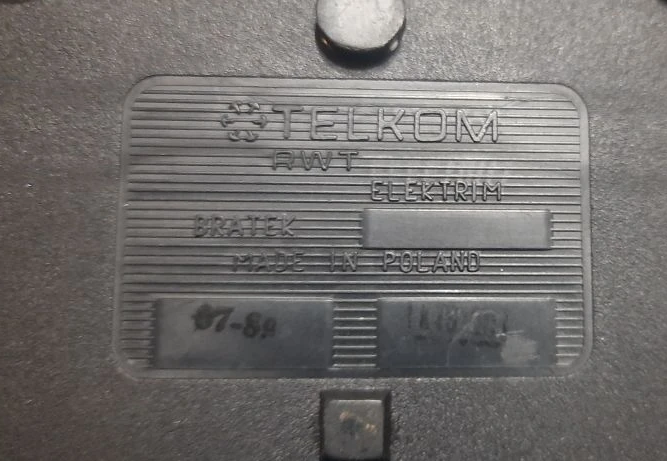 TELKOM
RWT
ELEKTRIM
BRATEK
MADE IN POLAND
07-89